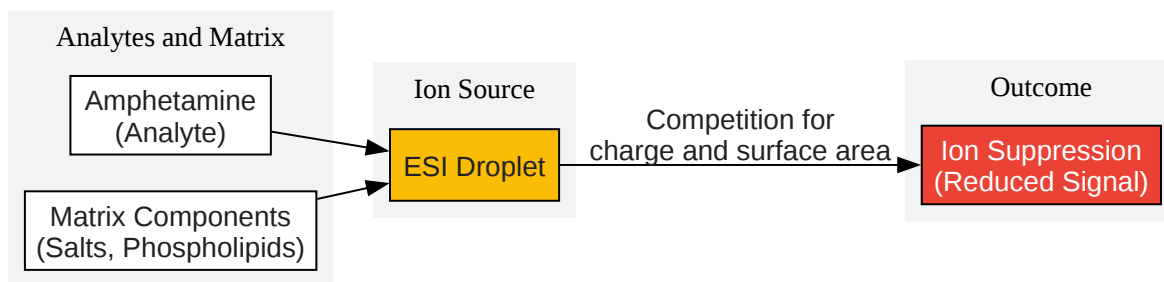 Analytes and Matrix
Amphetamine
(Analyte)
Matrix Components
(Salts, Phospholipids)
Ion Source
ESI Droplet
Competition for
charge and surface area
Outcome
Ion Suppression
(Reduced Signal)